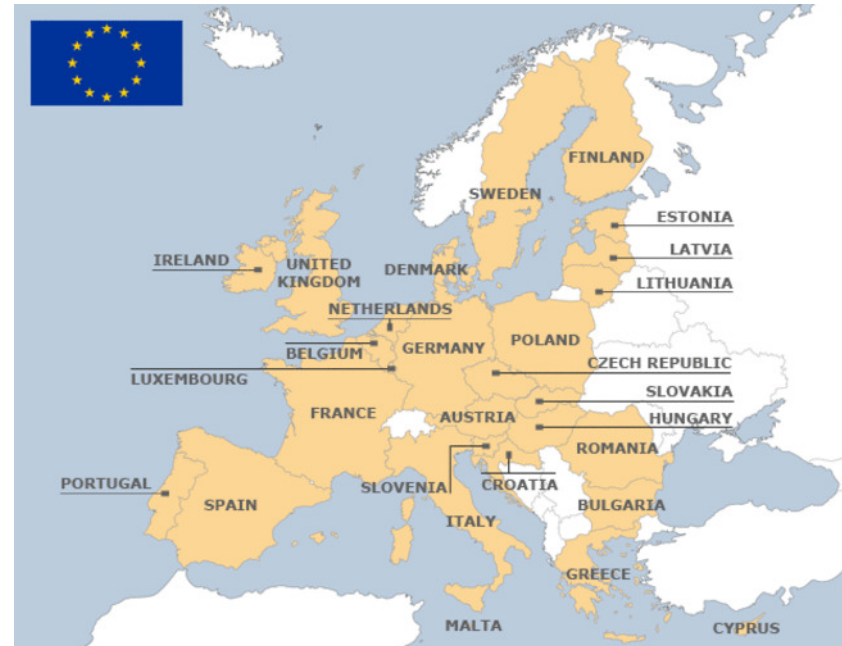 FINLAND
SWEDEN
ESTONIA
LATVIA
LITHUANIA
IRELAND
UNITED
KINGDOM
DENMARK
NETHERLANDS
BELGIUM
GERMANY
POLAND
LUXEMBOURG
CZECH REPUBLIC
SLOVAKIA
FRANCE
AUSTRIA
HUNGARY
ROMANIA
PORTUGAL
SPAIN
SLOVENIA
CROATIA
ITALY
BULGARIA
GREECE
MALTA
CYPRUS